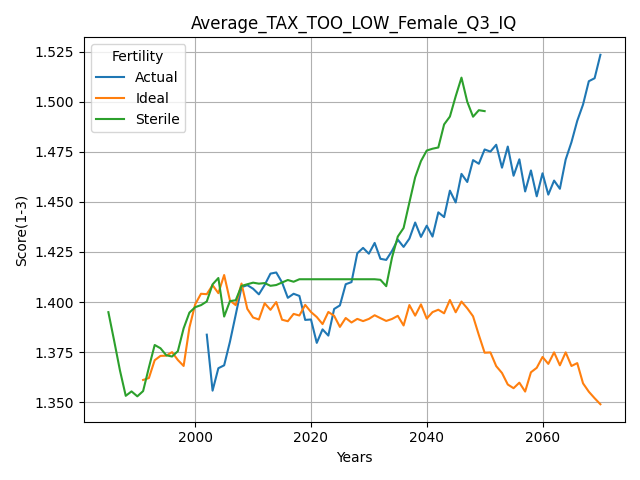 Average_TAX_TOO_LOW_Female_Q3_IQ
Fertility
Actual
Ideal
Sterile
Score(1-3)
1.525
1.500
1.475
1.450
1.425
1.400
1.375
1.350
2000
2020
2040
2060
Years